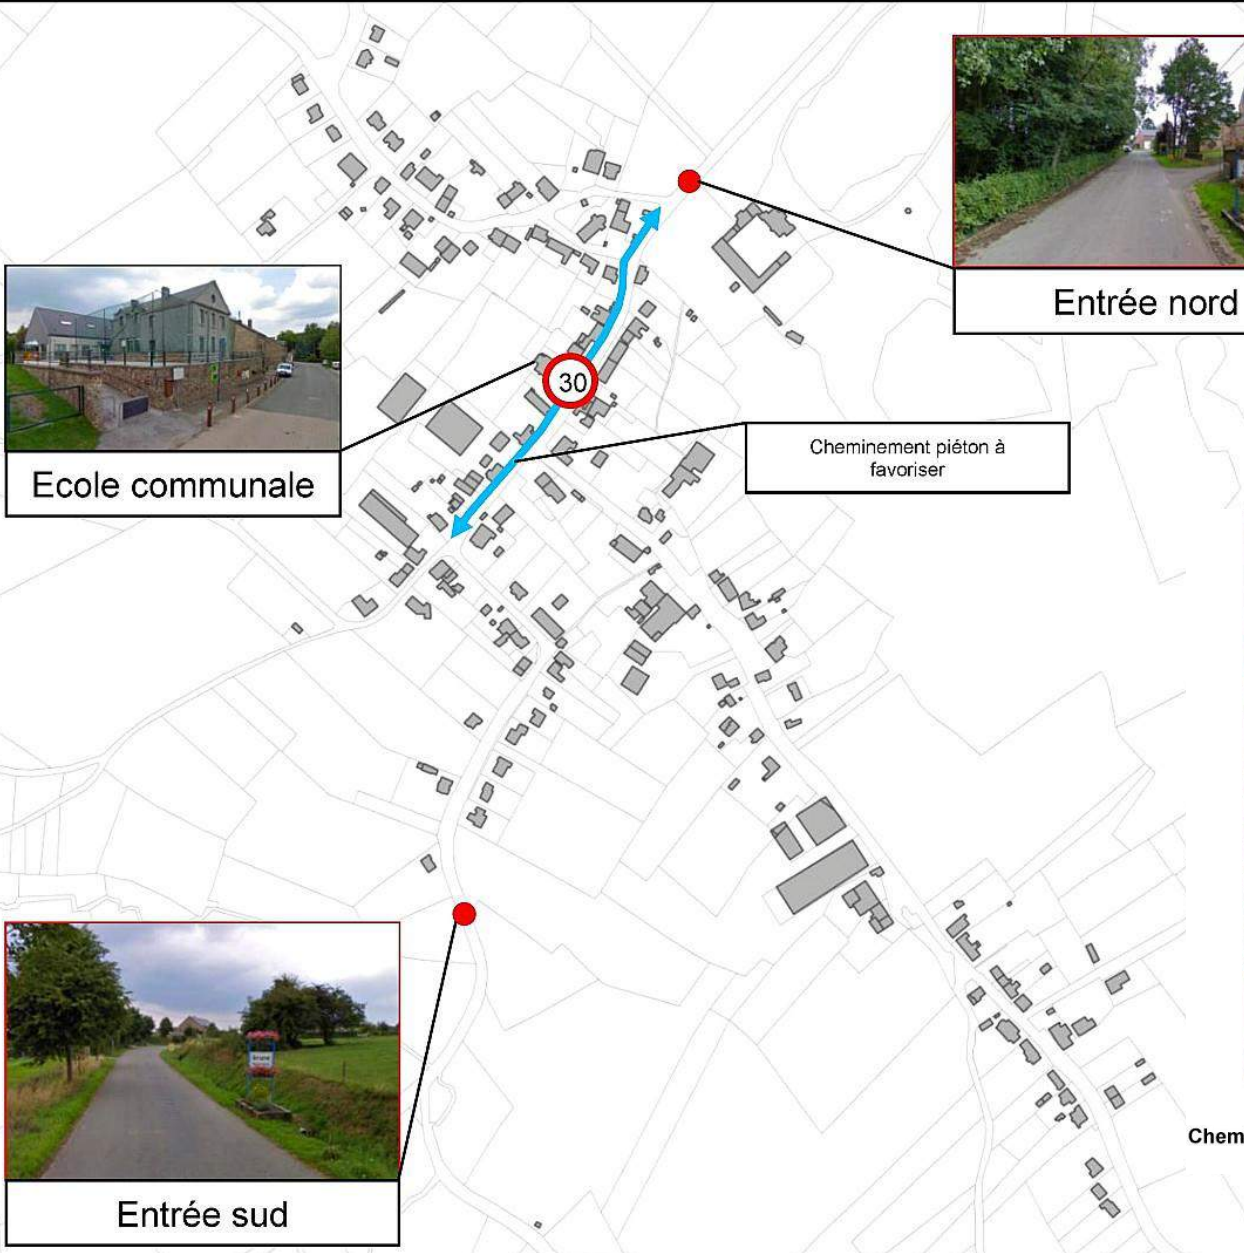 Entrée nord
Ecole communale
30
Cheminement piéton à
favoriser
Entrée sud
Chem